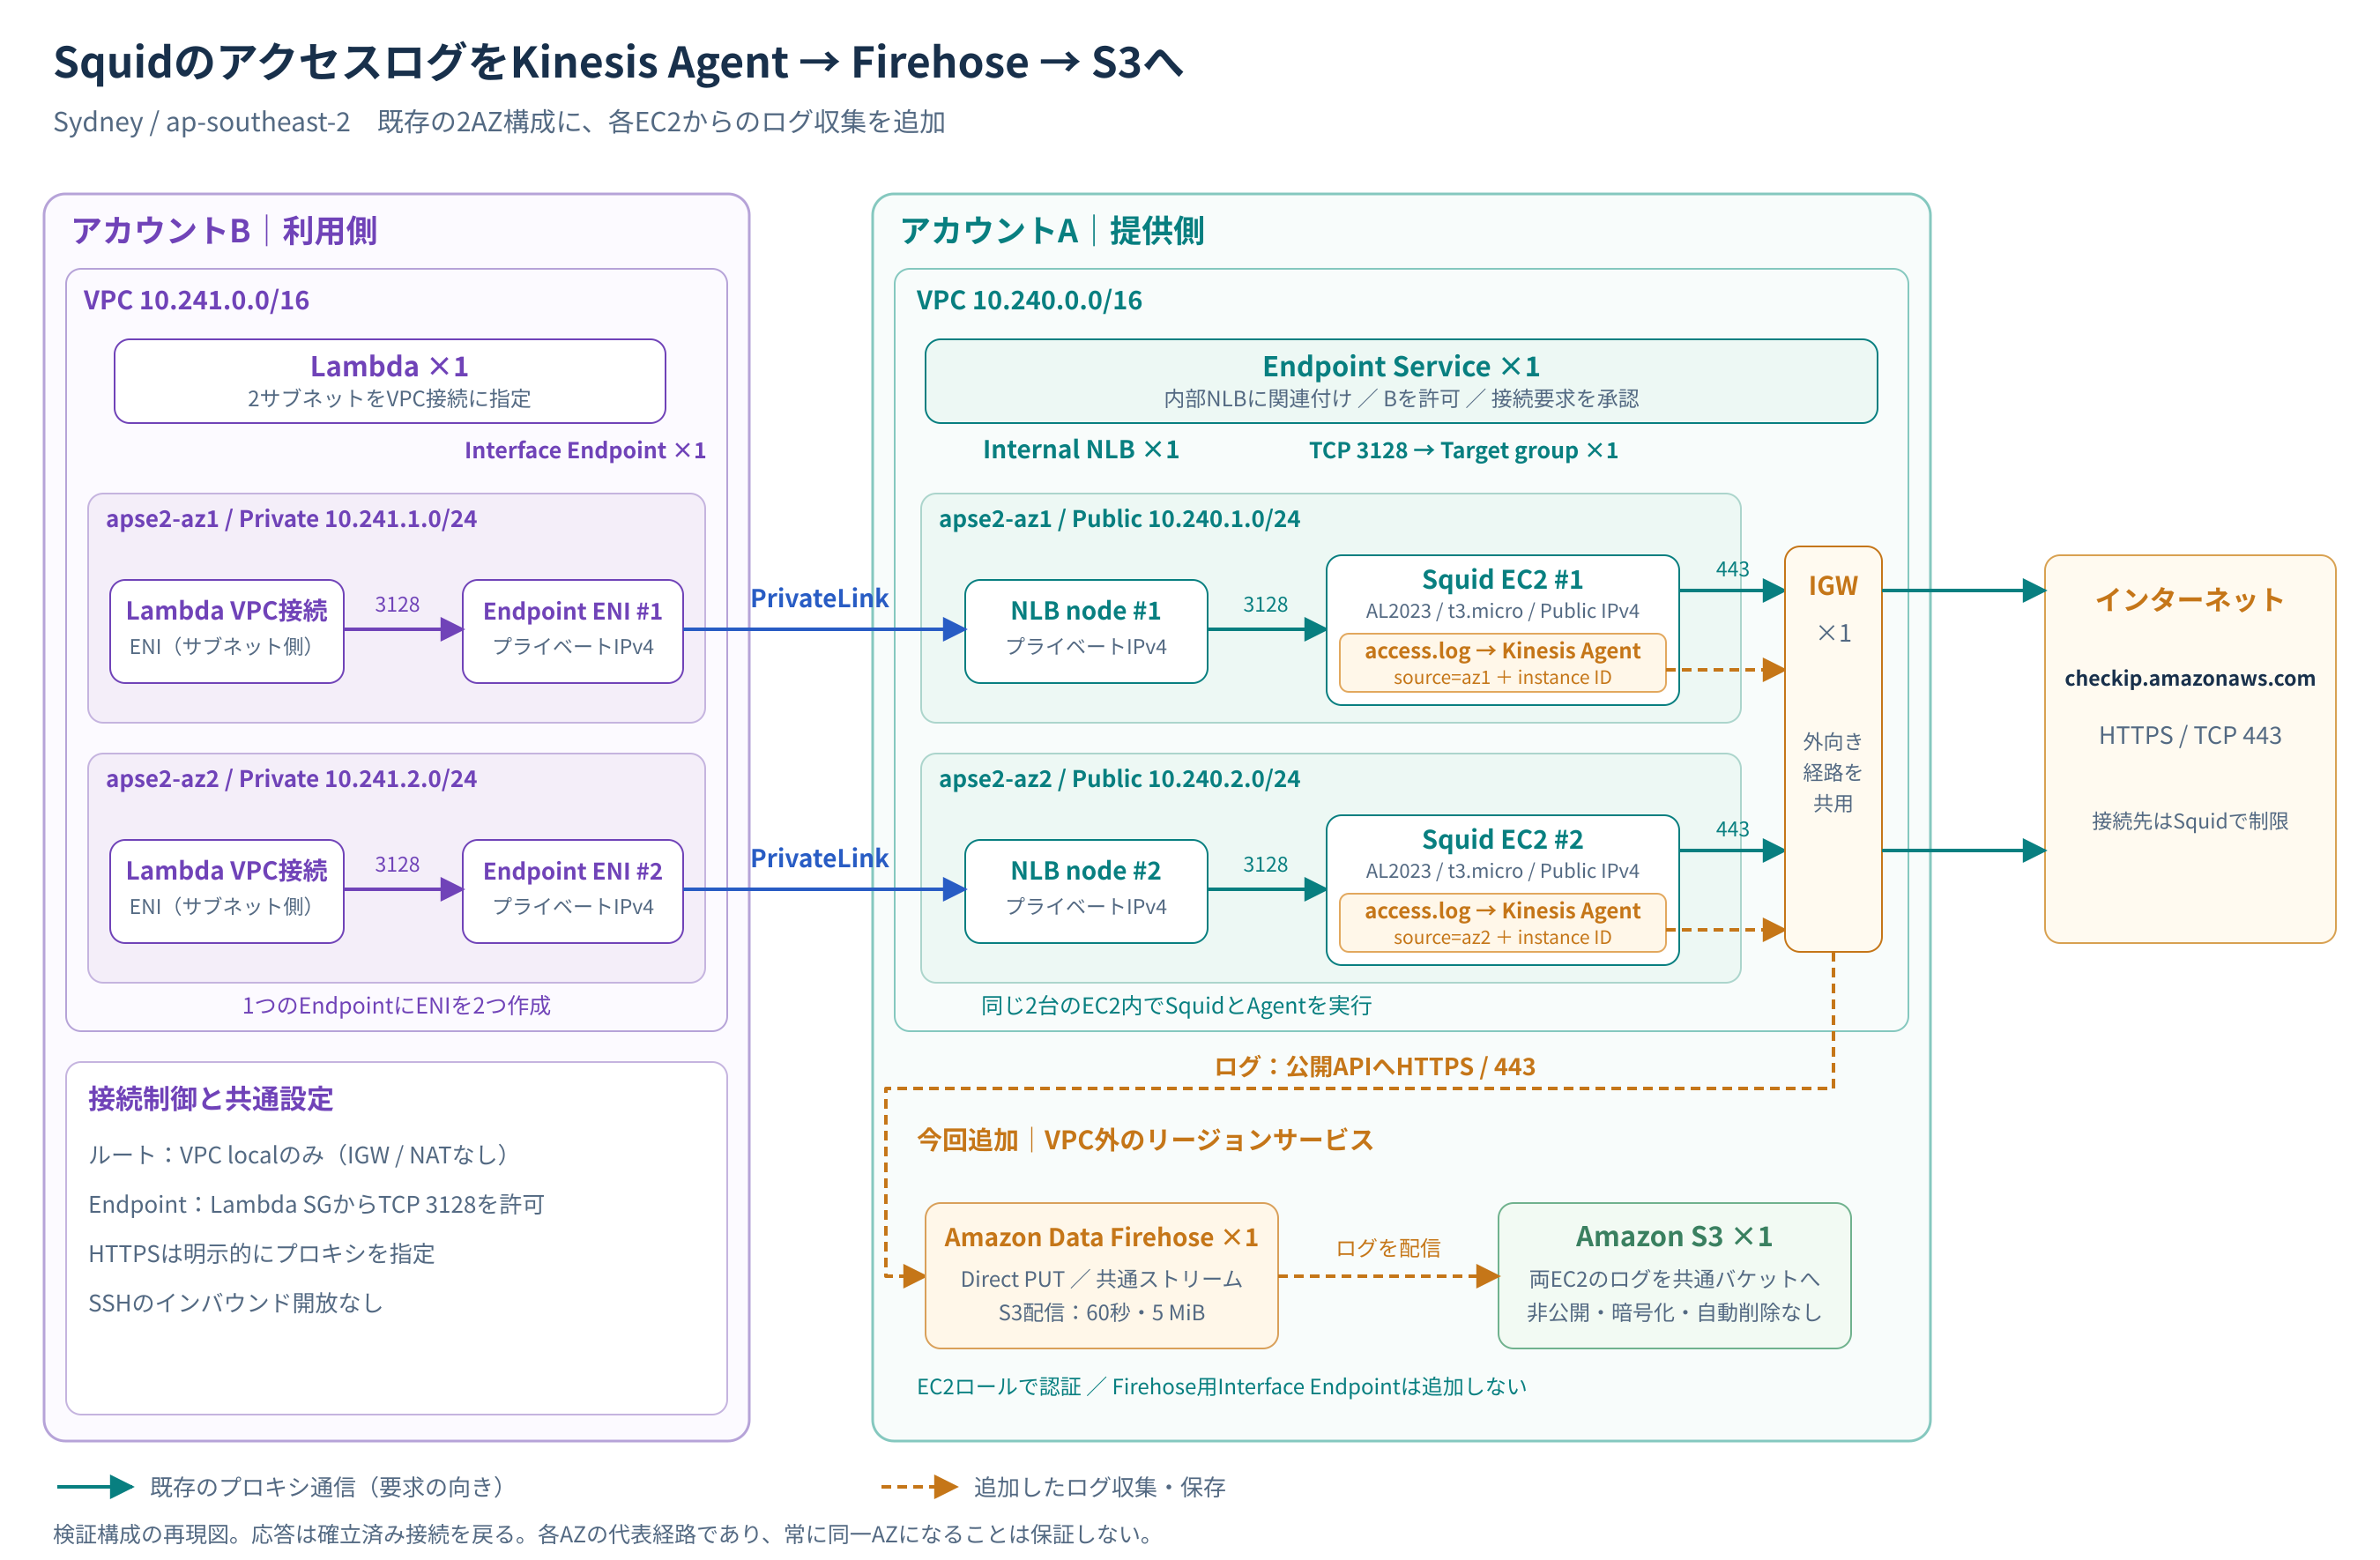 SquidのアクセスログをKinesis Agent → Firehose → S3へ
Sydney / ap-southeast-2　既存の2AZ構成に、各EC2からのログ収集を追加
アカウントB｜利用側
VPC 10.241.0.0/16
Lambda ×1
2サブネットをVPC接続に指定
Interface Endpoint ×1
apse2-az1 / Private 10.241.1.0/24
Lambda VPC接続
ENI（サブネット側）
3128
Endpoint ENI #1
プライベートIPv4
apse2-az2 / Private 10.241.2.0/24
Lambda VPC接続
ENI（サブネット側）
3128
Endpoint ENI #2
プライベートIPv4
1つのEndpointにENIを2つ作成
接続制御と共通設定
ルート：VPC localのみ（IGW / NATなし）
Endpoint：Lambda SGからTCP 3128を許可
HTTPSは明示的にプロキシを指定
SSHのインバウンド開放なし
PrivateLink
PrivateLink
アカウントA｜提供側
VPC 10.240.0.0/16
Endpoint Service ×1
内部NLBに関連付け ／ Bを許可 ／ 接続要求を承認
Internal NLB ×1
TCP 3128 → Target group ×1
apse2-az1 / Public 10.240.1.0/24
NLB node #1
プライベートIPv4
3128
Squid EC2 #1
AL2023 / t3.micro / Public IPv4
access.log → Kinesis Agent
source=az1 ＋ instance ID
443
apse2-az2 / Public 10.240.2.0/24
NLB node #2
プライベートIPv4
3128
Squid EC2 #2
AL2023 / t3.micro / Public IPv4
access.log → Kinesis Agent
source=az2 ＋ instance ID
443
同じ2台のEC2内でSquidとAgentを実行
IGW
×1
外向き
経路を
共用
インターネット
checkip.amazonaws.com
HTTPS / TCP 443
接続先はSquidで制限
ログ：公開APIへHTTPS / 443
今回追加｜VPC外のリージョンサービス
Amazon Data Firehose ×1
Direct PUT ／ 共通ストリーム
S3配信：60秒・5 MiB
ログを配信
Amazon S3 ×1
両EC2のログを共通バケットへ
非公開・暗号化・自動削除なし
EC2ロールで認証 ／ Firehose用Interface Endpointは追加しない
既存のプロキシ通信（要求の向き）
追加したログ収集・保存
検証構成の再現図。応答は確立済み接続を戻る。各AZの代表経路であり、常に同一AZになることは保証しない。